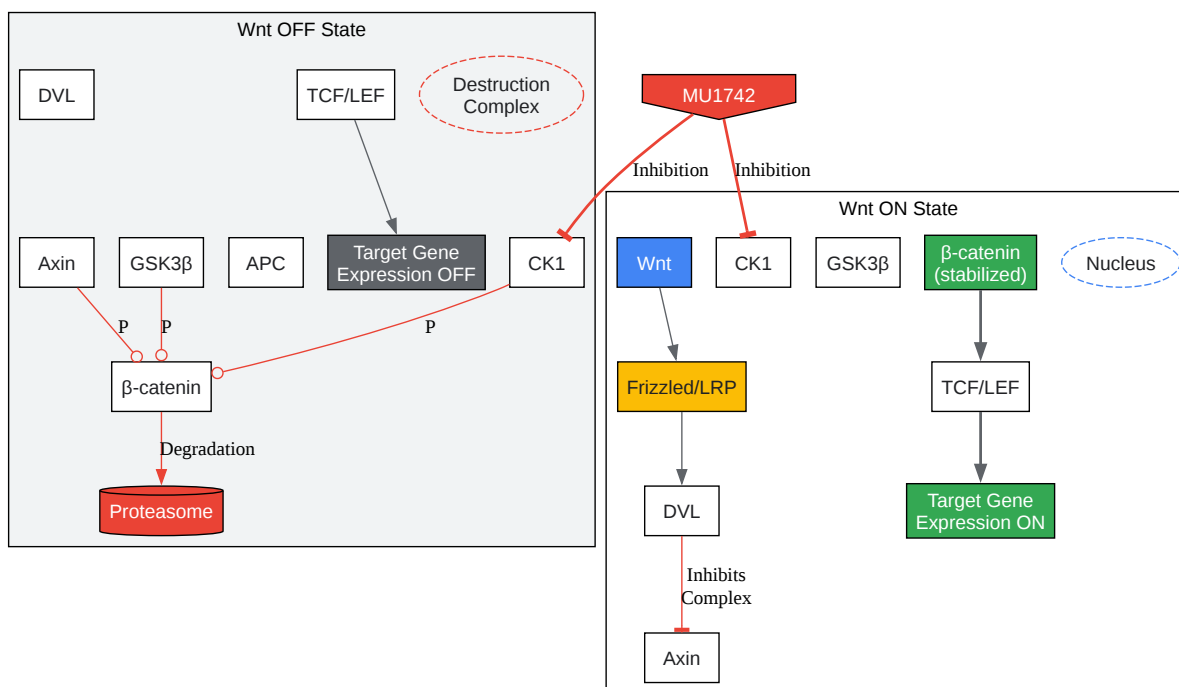 Wnt OFF State
DVL
TCF/LEF
Destruction
Complex
MU1742
Inhibition
Inhibition
Wnt ON State
Axin
GSK3β
APC
Target Gene
Expression OFF
CK1
Wnt
CK1
GSK3β
β-catenin
(stabilized)
Nucleus
P
P
P
β-catenin
Frizzled/LRP
TCF/LEF
Degradation
Proteasome
DVL
Target Gene
Expression ON
Inhibits
Complex
Axin